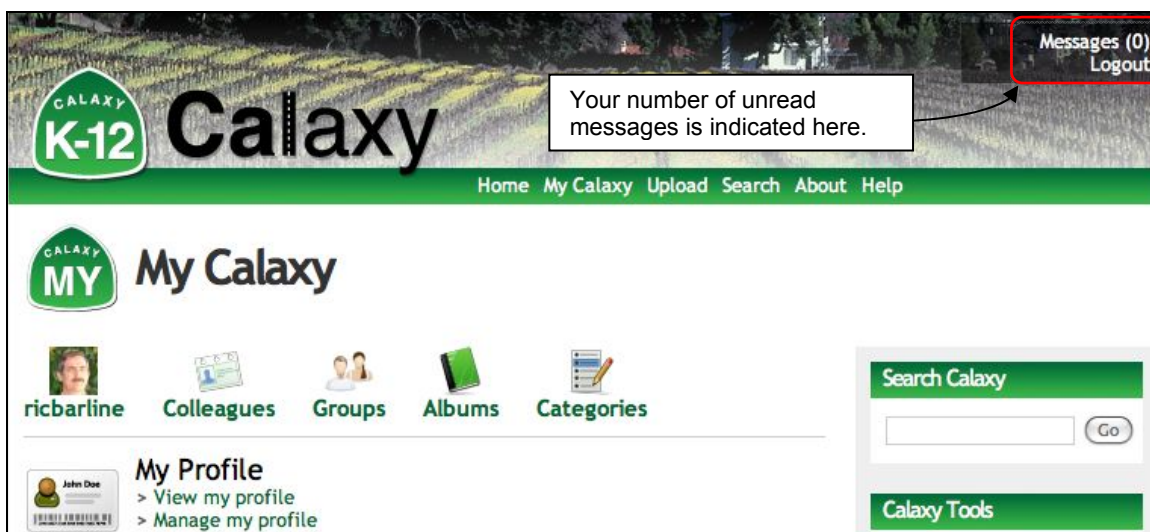 Messages (0)
Logout
Your number of unread
messages is indicated here.
CALAXY
K-12
Calaxy
Home My Calaxy Upload Search About Help
CALAXY
MY
My Calaxy
ricbarline Colleagues Groups Albums Categories
Search Calaxy
Go
John Doe
My Profile
> View my profile
> Manage my profile
Calaxy Tools